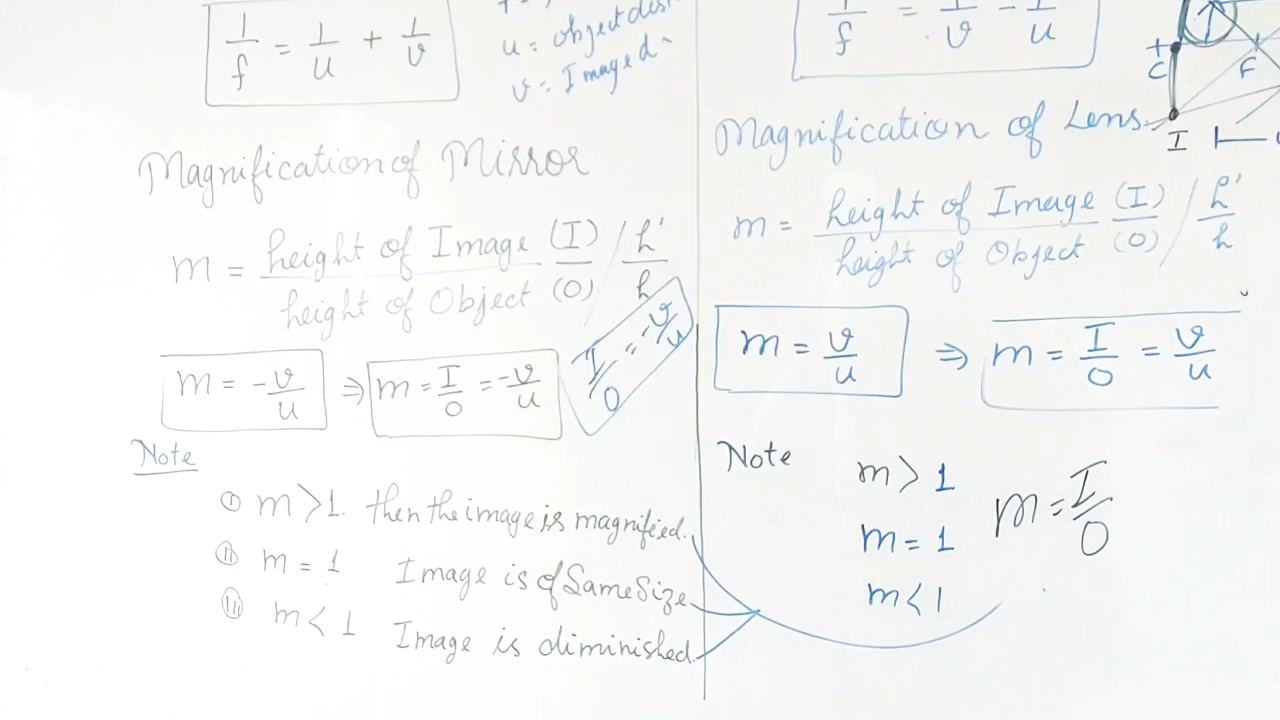 1/f = 1/u + 1/v
u = object dis
v = Image d
Magnification of Mirror
m = height of Image / height of Object (I)/(O) / h'/h
I/O = -v/u
m = -v/u ⇒ m = I/O = -v/u
Note
(i) m > 1. then the image is magnified.
(ii) m = 1 Image is of Same Size
(iii) m < 1 Image is diminished.
1/f = 1/v - 1/u
C F
I
Magnification of Lens
m = height of Image / height of Object (I)/(O) / h'/h
m = v/u ⇒ m = I/O = v/u
Note m > 1
m = 1
m < 1
m = I/O